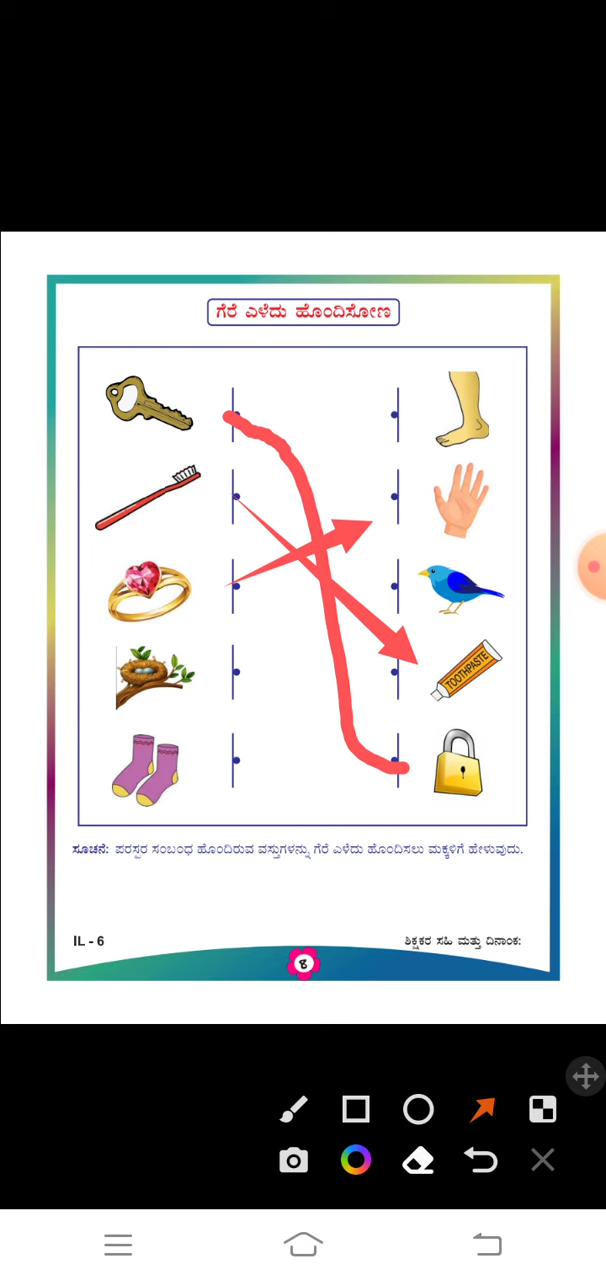 ಗೆರೆ ಎಳೆದು ಹೊಂದಿಸೋಣ
TOOTHPASTE
ಸೂಚನೆ: ಪರಸ್ಪರ ಸಂಬಂಧ ಹೊಂದಿರುವ ವಸ್ತುಗಳನ್ನು ಗೆರೆ ಎಳೆದು ಹೊಂದಿಸಲು ಮಕ್ಕಳಿಗೆ ಹೇಳುವುದು.
IL - 6
ಶಿಕ್ಷಕರ ಸಹಿ ಮತ್ತು ದಿನಾಂಕ:
೪